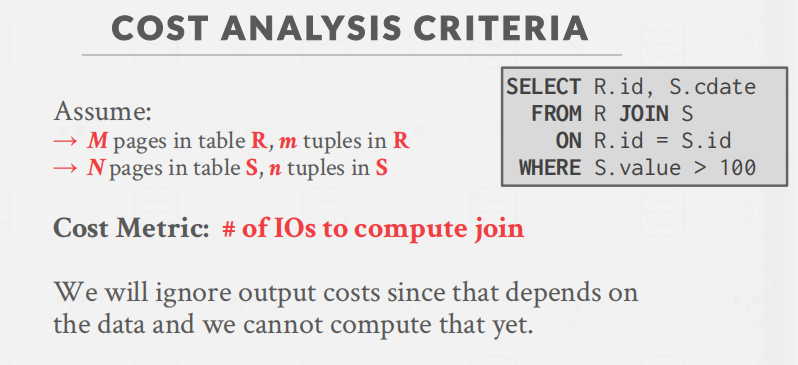 COST ANALYSIS CRITERIA
SELECT R.id, S.cdate
FROM R JOIN S
ON R.id = S.id
WHERE S.value > 100
Assume:
→ M pages in table R, m tuples in R
→ N pages in table S, n tuples in S
Cost Metric: # of IOs to compute join
We will ignore output costs since that depends on
the data and we cannot compute that yet.